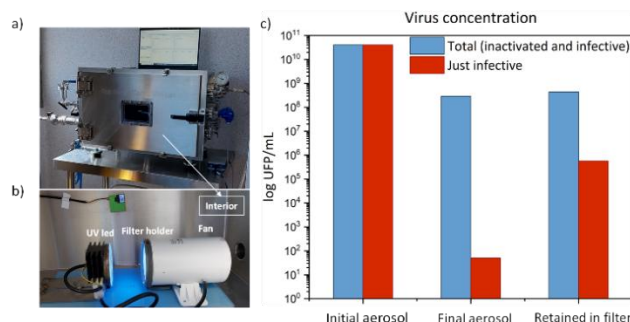 a)
b)
UV led
Filter holder
Fan
Interior
c)
Virus concentration
Total (inactivated and infective)
Just infective
log UFP/mL
10¹¹
10¹⁰
10⁹
10⁸
10⁷
10⁶
10⁵
10⁴
10³
10²
10¹
10⁰
Initial aerosol
Final aerosol
Retained in filter